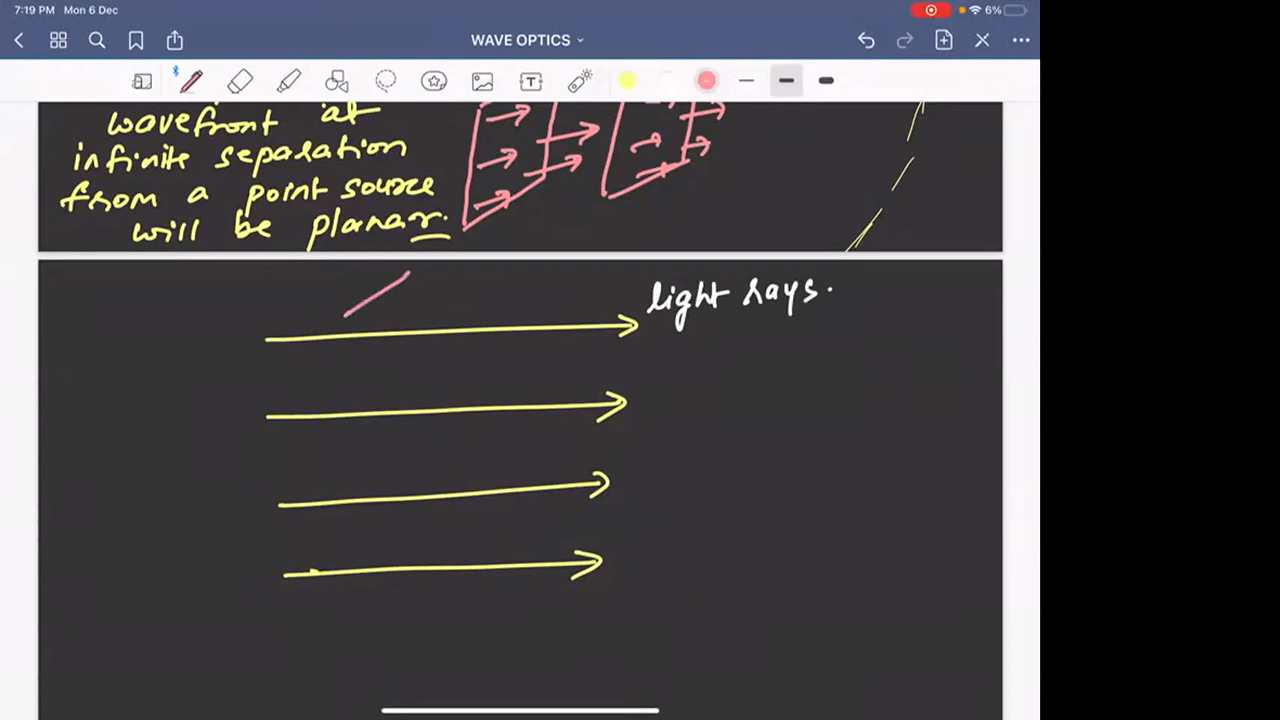 7:19 PM Mon 6 Dec
6%
WAVE OPTICS
T
wavefront at
infinite separation
from a point source
will be planar.
light rays.